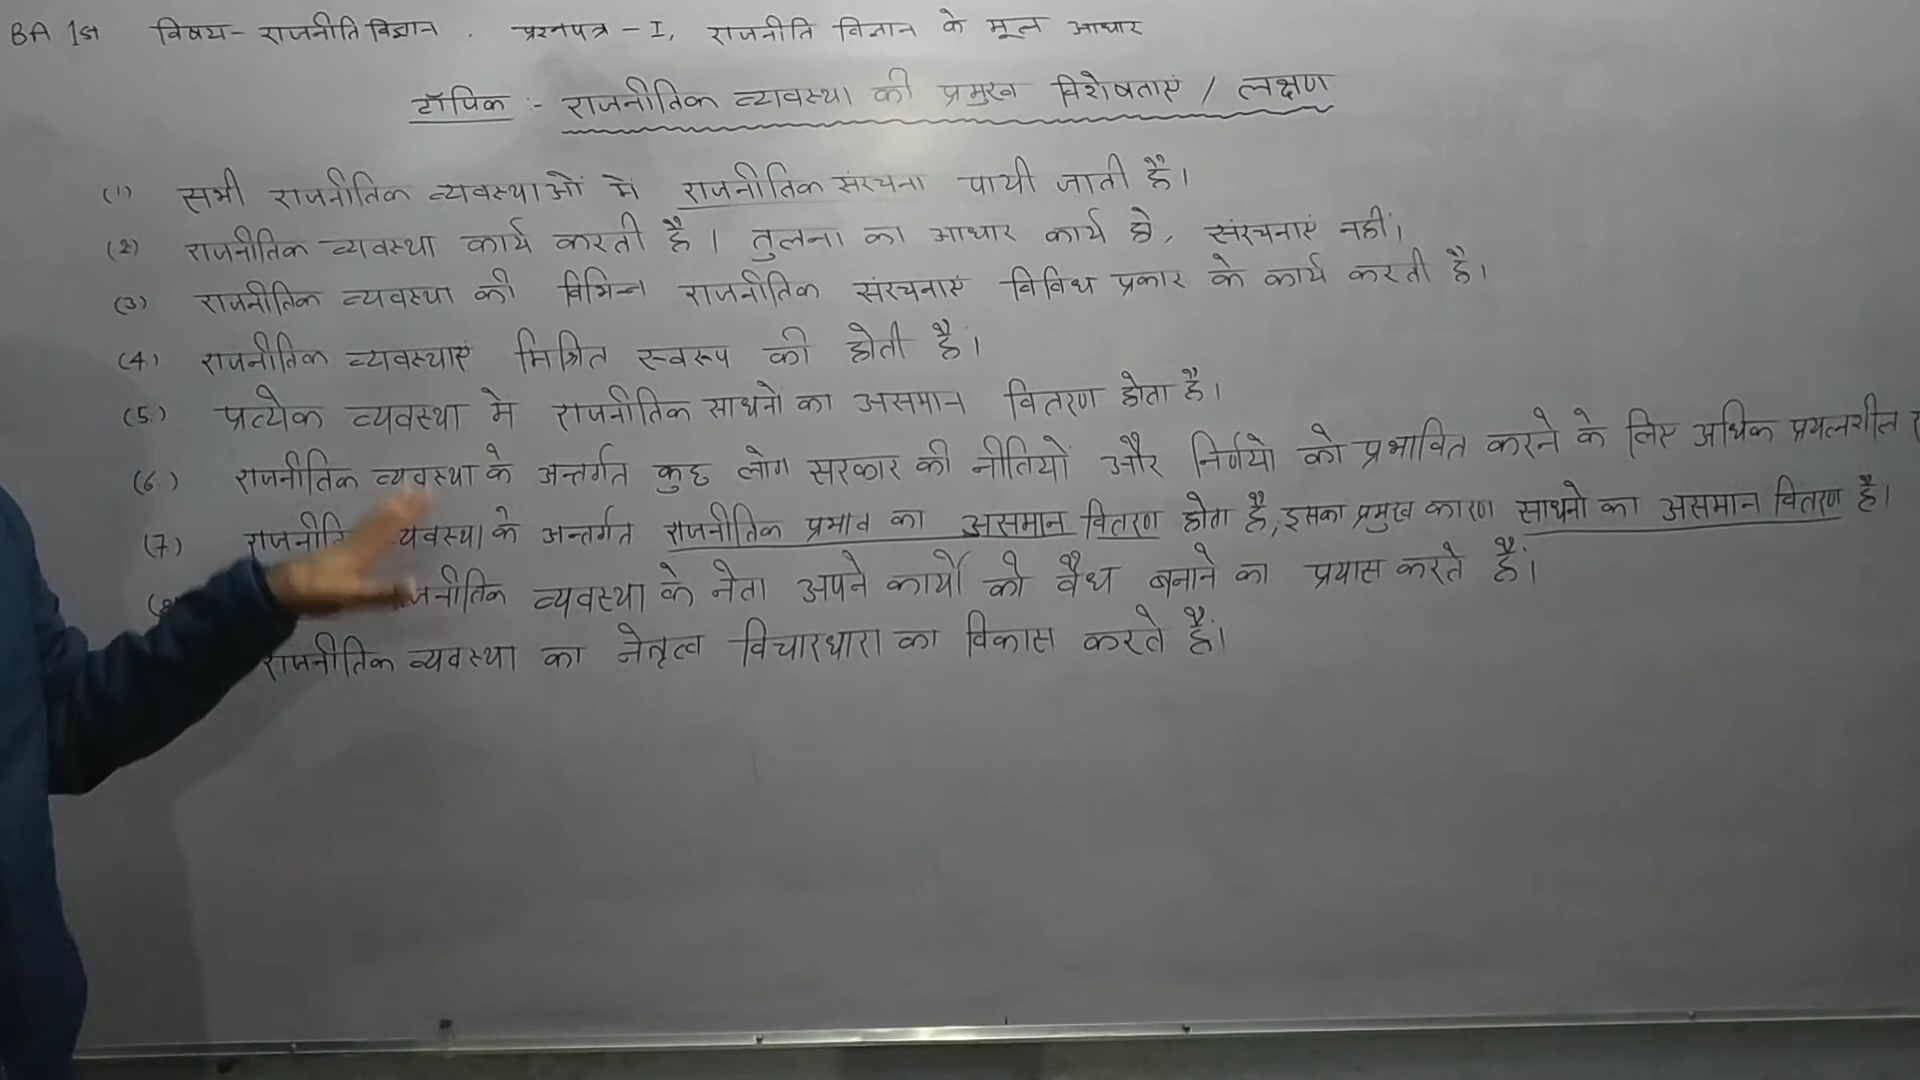 BA 1st विषय - राजनीति विज्ञान . प्रश्नपत्र - I, राजनीति विज्ञान के मूल आधार
टॉपिक :- राजनीतिक व्यवस्था की प्रमुख विशेषताएं / लक्षण
(1) सभी राजनीतिक व्यवस्थाओं में राजनीतिक संरचना पायी जाती हैं।
(2) राजनीतिक व्यवस्था कार्य करती है। तुलना का आधार कार्य हो, संरचनाएं नहीं।
(3) राजनीतिक व्यवस्था की विभिन्न राजनीतिक संरचनाएं विविध प्रकार के कार्य करती है।
(4) राजनीतिक व्यवस्थाएं मिश्रित स्वरूप की होती हैं।
(5.) प्रत्येक व्यवस्था मे राजनीतिक साधनों का असमान वितरण होता है।
(6.) राजनीतिक व्यवस्था के अन्तर्गत कुछ लोग सरकार की नीतियों और निर्णयो को प्रभावित करने के लिए अधिक प्रयत्नशील
(7) व्यवस्था के अन्तर्गत राजनीतिक प्रभाव का असमान वितरण होता है, इसका प्रमुख कारण साधनो का असमान वितरण है।
व्यवस्था के नेता अपने कार्यों को वैध बनाने का प्रयास करते हैं।
राजनीतिक व्यवस्था का नेतृत्व विचारधारा का विकास करते हैं।